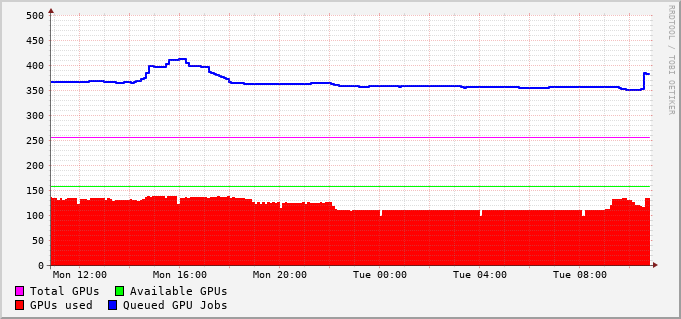 500
450
400
350
300
250
200
150
100
50
0
Mon 12:00 Mon 16:00 Mon 20:00 Tue 00:00 Tue 04:00 Tue 08:00
Total GPUs Available GPUs
GPUs used Queued GPU Jobs
RRDTOOL / TOBI OETIKER